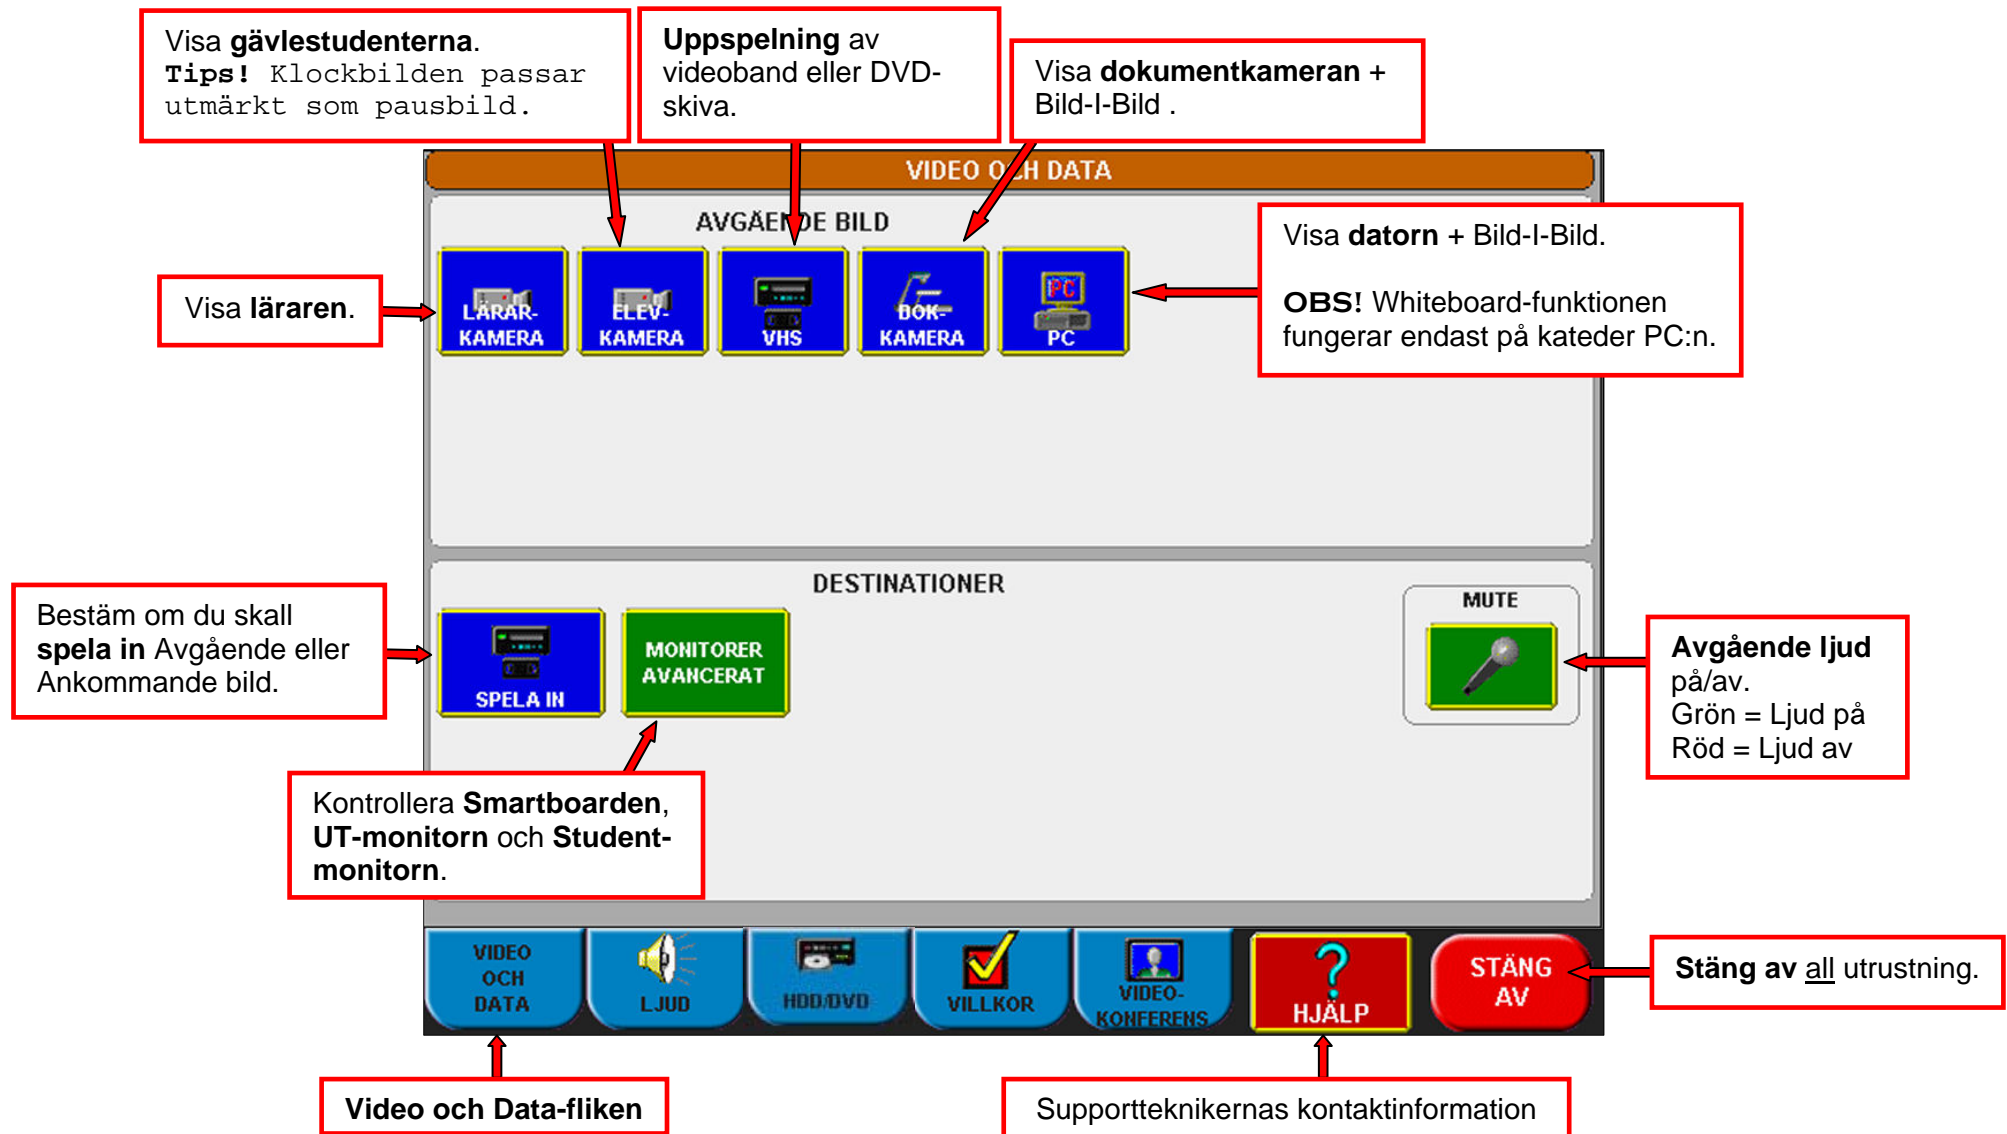 Visa gävlestudenterna.
Tips! Klockbilden passar
utmärkt som pausbild.
Uppspelning av
videoband eller DVD-
skiva.
Visa dokumentkameran +
Bild-I-Bild .
VIDEO OCH DATA
AVGÅENDE BILD
Visa datorn + Bild-I-Bild.
OBS! Whiteboard-funktionen
fungerar endast på kateder PC:n.
Visa läraren.
LÄRAR-
KAMERA
ELEV-
KAMERA
VHS
BOK-
KAMERA
PC
PC
DESTINATIONER
MUTE
Bestäm om du skall
spela in Avgående eller
Ankommande bild.
SPELA IN
MONITORER
AVANCERAT
Avgående ljud
på/av.
Grön = Ljud på
Röd = Ljud av
Kontrollera Smartboarden,
UT-monitorn och Student-
monitorn.
VIDEO
OCH
DATA
LJUD
HDD/DVD
VILLKOR
VIDEO-
KONFERENS
?
HJÄLP
STÄNG
AV
Stäng av all utrustning.
Video och Data-fliken
Supportteknikernas kontaktinformation